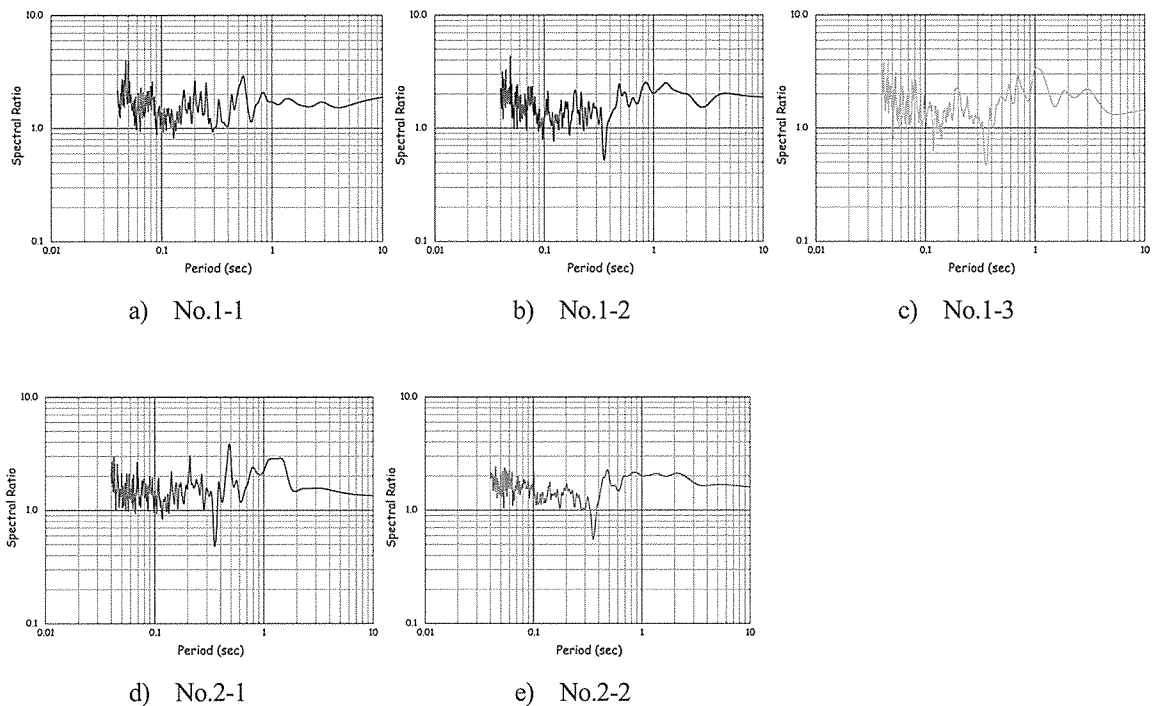 10.0
1.0
0.1
Spectral Ratio
0.01
0.1
1
10
Period (sec)
a) No.1-1
10.0
1.0
0.1
Spectral Ratio
0.01
0.1
1
10
Period (sec)
b) No.1-2
10.0
1.0
0.1
Spectral Ratio
0.01
0.1
1
10
Period (sec)
c) No.1-3
10.0
1.0
0.1
Spectral Ratio
0.01
0.1
1
10
Period (sec)
d) No.2-1
10.0
1.0
0.1
Spectral Ratio
0.01
0.1
1
10
Period (sec)
e) No.2-2